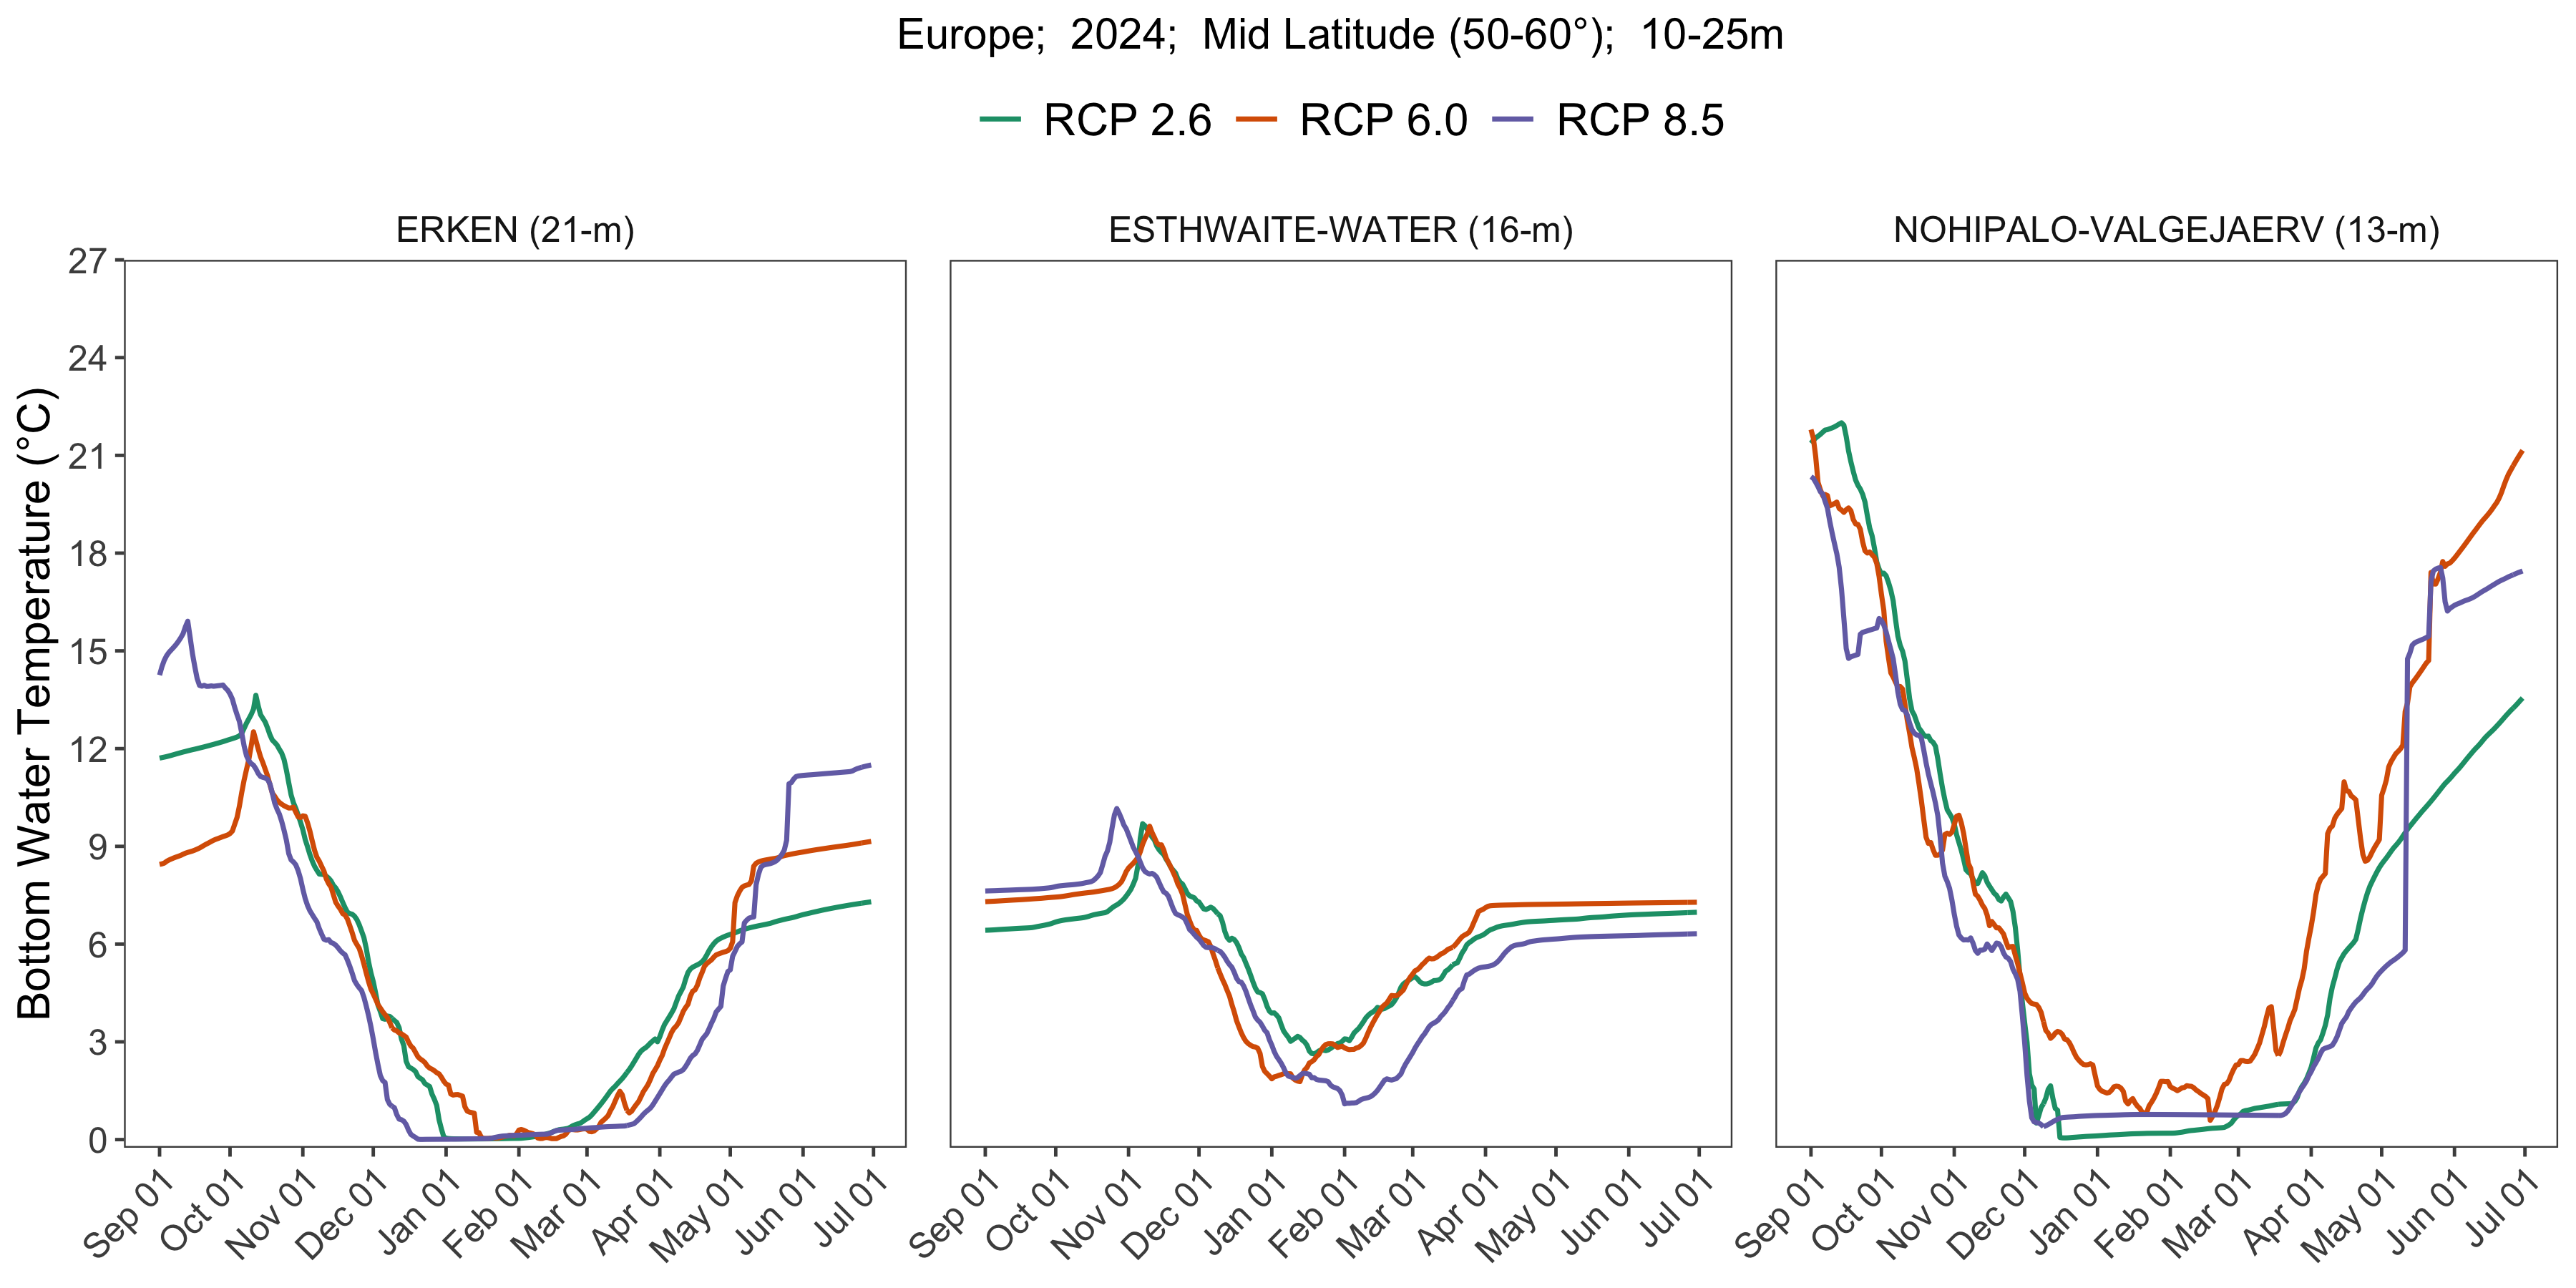 Europe;  2024;  Mid Latitude (50-60°);  10-25m
RCP 2.6 RCP 6.0 RCP 8.5
ERKEN (21-m)
ESTHWAITE-WATER (16-m)
NOHIPALO-VALGEJAERV (13-m)
Bottom Water Temperature (°C)
27
24
21
18
15
12
9
6
3
0
Sep 01 Oct 01 Nov 01 Dec 01 Jan 01 Feb 01 Mar 01 Apr 01 May 01 Jun 01 Jul 01
Sep 01 Oct 01 Nov 01 Dec 01 Jan 01 Feb 01 Mar 01 Apr 01 May 01 Jun 01 Jul 01
Sep 01 Oct 01 Nov 01 Dec 01 Jan 01 Feb 01 Mar 01 Apr 01 May 01 Jun 01 Jul 01